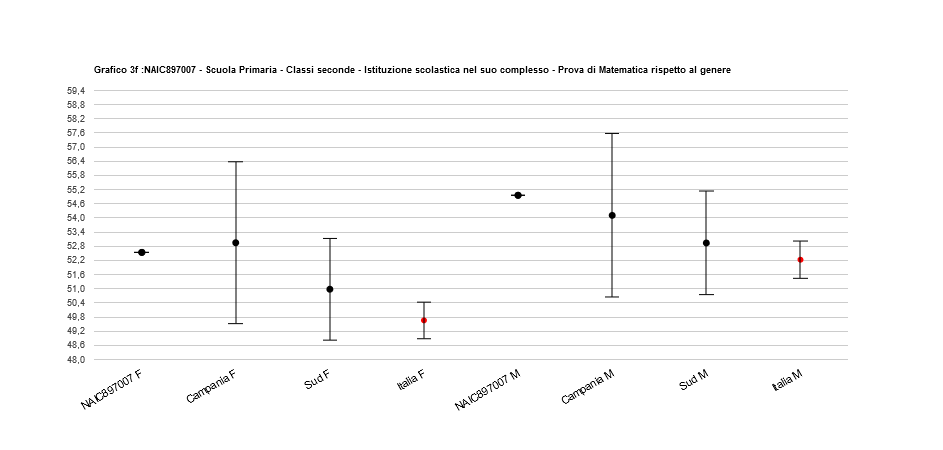 Grafico 3f :NAIC897007 - Scuola Primaria - Classi seconde - Istituzione scolastica nel suo complesso - Prova di Matematica rispetto al genere
59,4
58,8
58,2
57,6
57,0
56,4
55,8
55,2
54,6
54,0
53,4
52,8
52,2
51,6
51,0
50,4
49,8
49,2
48,6
48,0
NAIC897007 F
Campania F
Sud F
Italia F
NAIC897007 M
Campania M
Sud M
Italia M